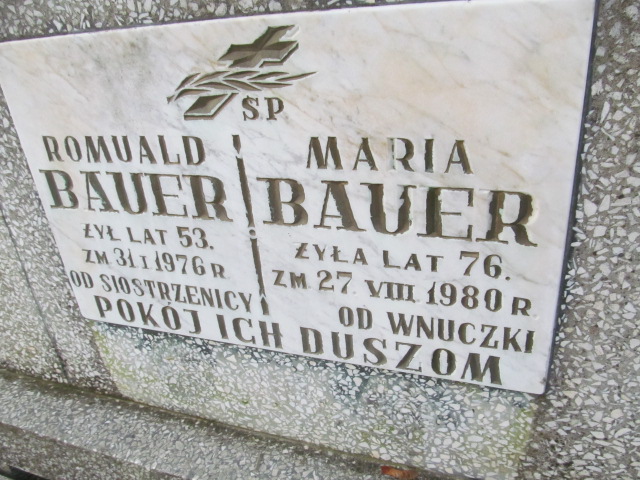 SP
ROMUALD
BAUER
ŻYŁ LAT 53.
ZM 31 I 1976 R
OD SIOSTRZENICY
MARIA
BAUER
ŻYŁA LAT 76.
ZM 27. VIII. 1980 R
OD WNUCZKI
POKÓJ ICH DUSZOM